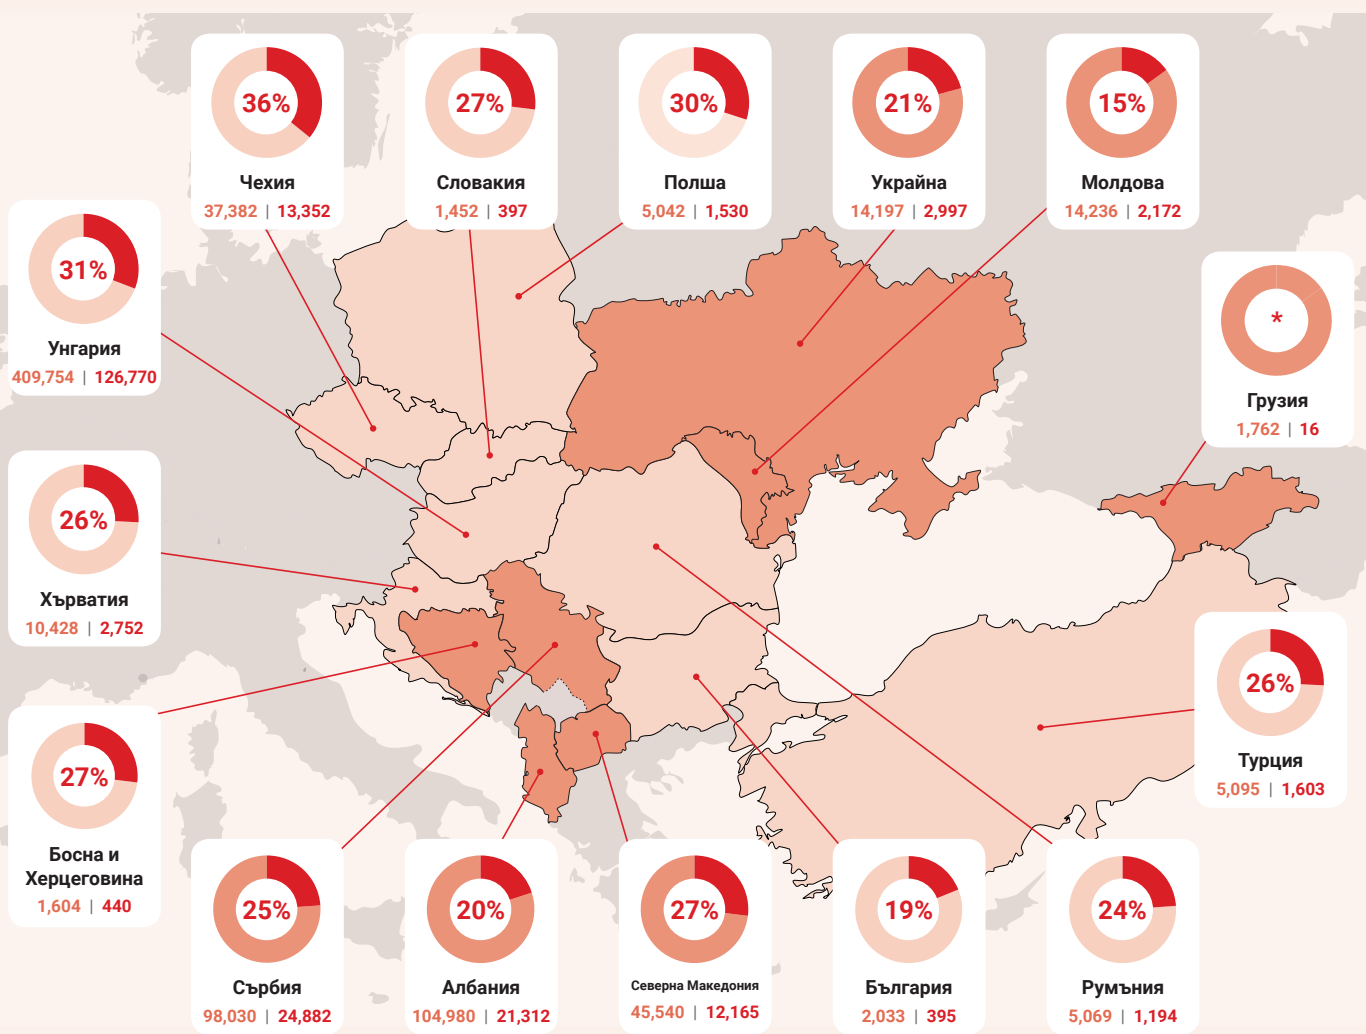 36%
Чехия
37,382 | 13,352
27%
Словакия
1,452 | 397
30%
Полша
5,042 | 1,530
21%
Украйна
14,197 | 2,997
15%
Молдова
14,236 | 2,172
31%
Унгария
409,754 | 126,770
*
Грузия
1,762 | 16
26%
Хърватия
10,428 | 2,752
26%
Турция
5,095 | 1,603
27%
Босна и
Херцеговина
1,604 | 440
25%
Сърбия
98,030 | 24,882
20%
Албания
104,980 | 21,312
27%
Северна Македония
45,540 | 12,165
19%
България
2,033 | 395
24%
Румъния
5,069 | 1,194